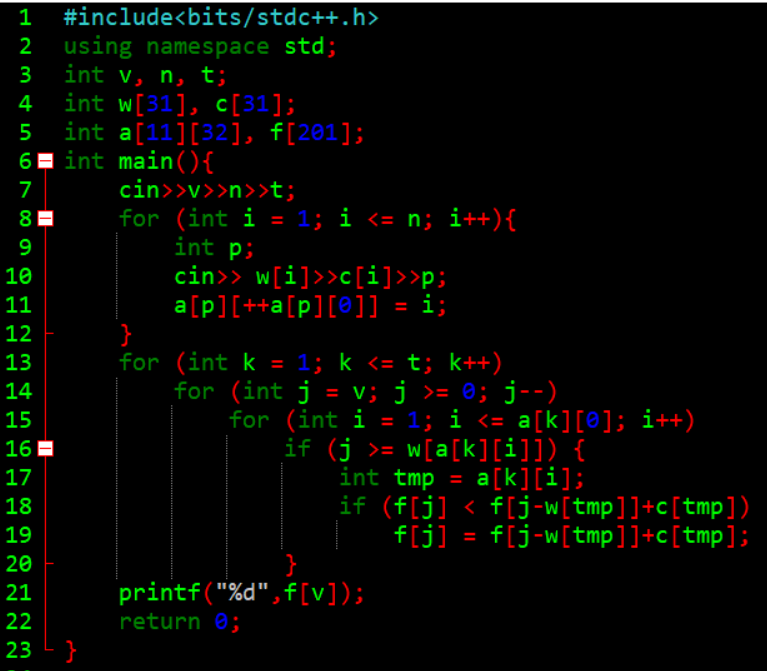 1 #include<bits/stdc++.h>
2 using namespace std;
3 int v, n, t;
4 int w[31], c[31];
5 int a[11][32], f[201];
6 int main(){
7     cin>>v>>n>>t;
8     for (int i = 1; i <= n; i++){
9         int p;
10         cin>> w[i]>>c[i]>>p;
11         a[p][++a[p][0]] = i;
12     }
13     for (int k = 1; k <= t; k++)
14         for (int j = v; j >= 0; j--)
15             for (int i = 1; i <= a[k][0]; i++)
16                 if (j >= w[a[k][i]]) {
17                     int tmp = a[k][i];
18                     if (f[j] < f[j-w[tmp]]+c[tmp])
19                         f[j] = f[j-w[tmp]]+c[tmp];
20                 }
21     printf("%d",f[v]);
22     return 0;
23 }